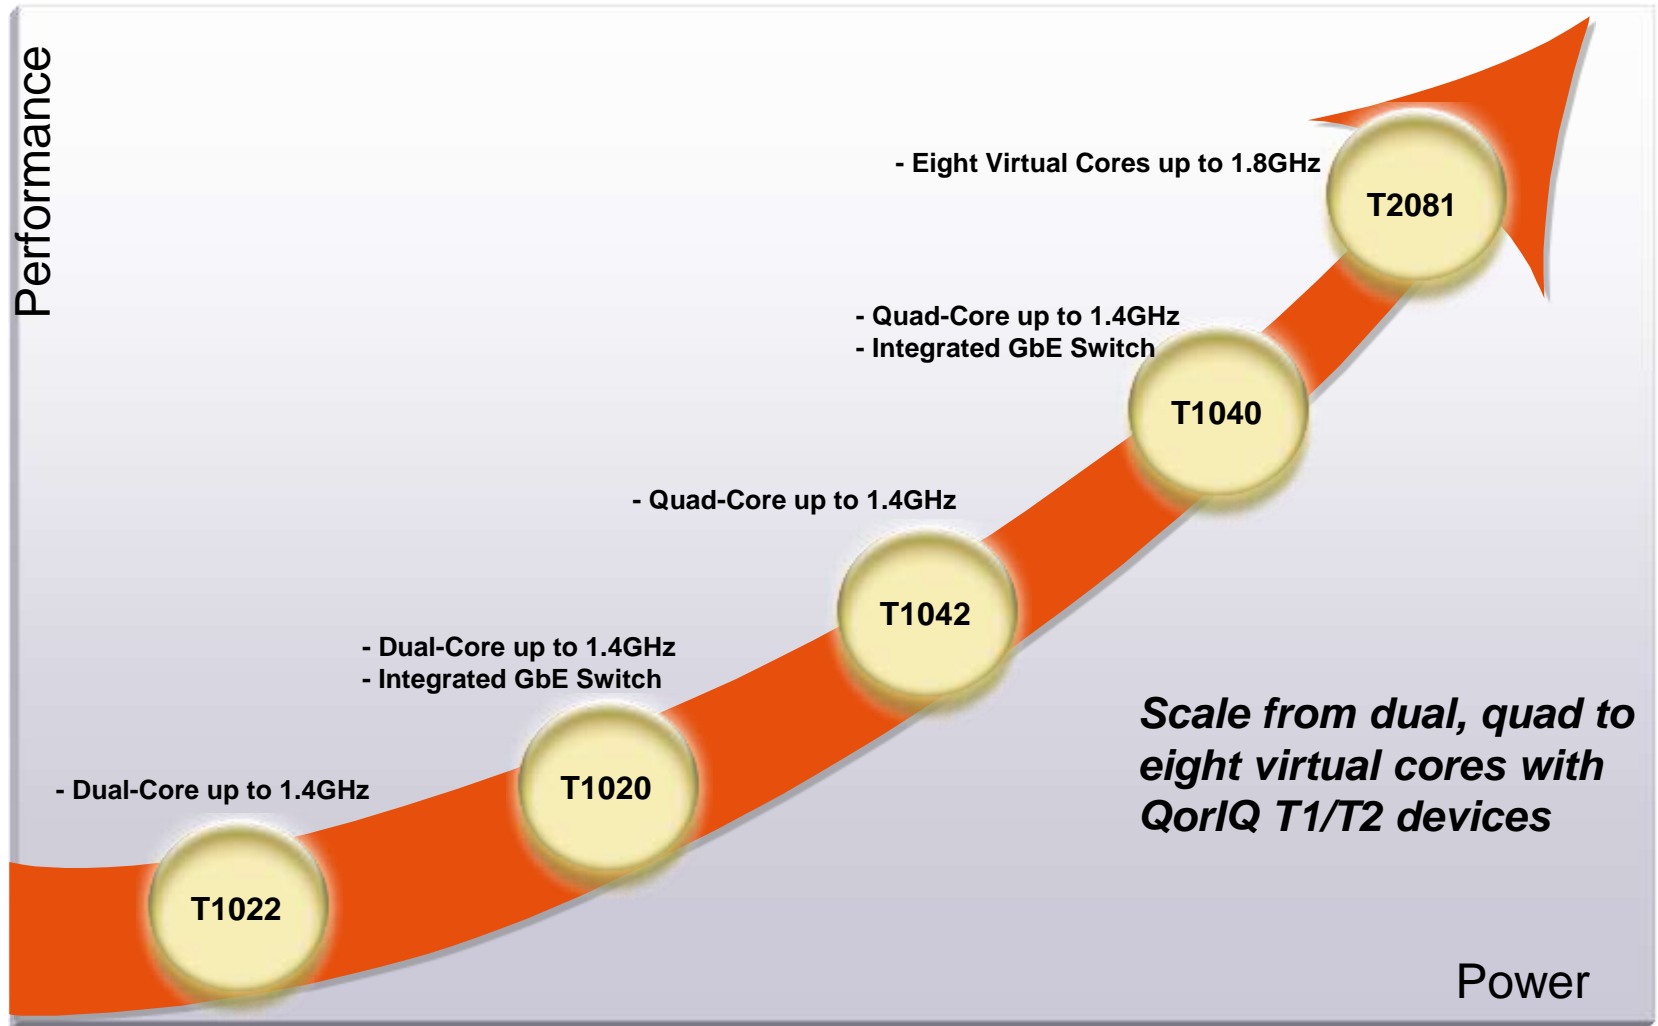 Performance
- Eight Virtual Cores up to 1.8GHz
T2081
- Quad-Core up to 1.4GHz
- Integrated GbE Switch
T1040
- Quad-Core up to 1.4GHz
T1042
- Dual-Core up to 1.4GHz
- Integrated GbE Switch
T1020
- Dual-Core up to 1.4GHz
T1022
Scale from dual, quad to
eight virtual cores with
QorIQ T1/T2 devices
Power